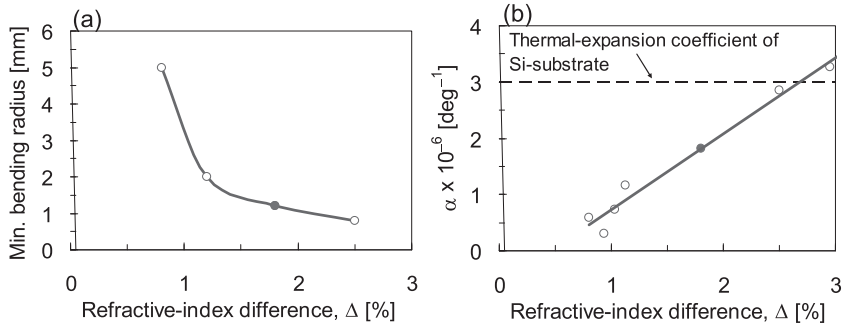 (a)
Min. bending radius [mm]
6
5
4
3
2
1
0
0 1 2 3
Refractive-index difference, Δ [%]
(b)
Thermal-expansion coefficient of
Si-substrate
α x 10⁻⁶ [deg⁻¹]
4
3
2
1
0
0 1 2 3
Refractive-index difference, Δ [%]